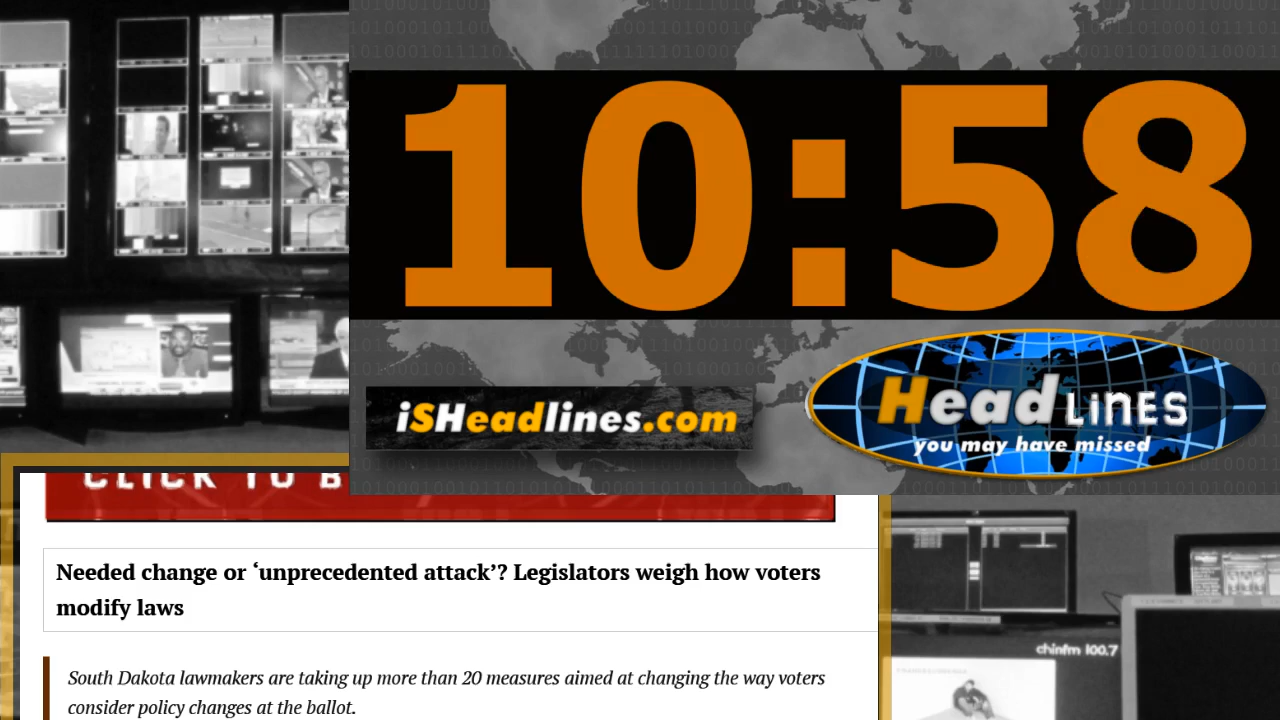 10:58
iSHeadlines.com
HeadLINES
you may have missed
CLICK TO B
Needed change or ‘unprecedented attack’? Legislators weigh how voters
modify laws
South Dakota lawmakers are taking up more than 20 measures aimed at changing the way voters
consider policy changes at the ballot.
chinfm 100.7